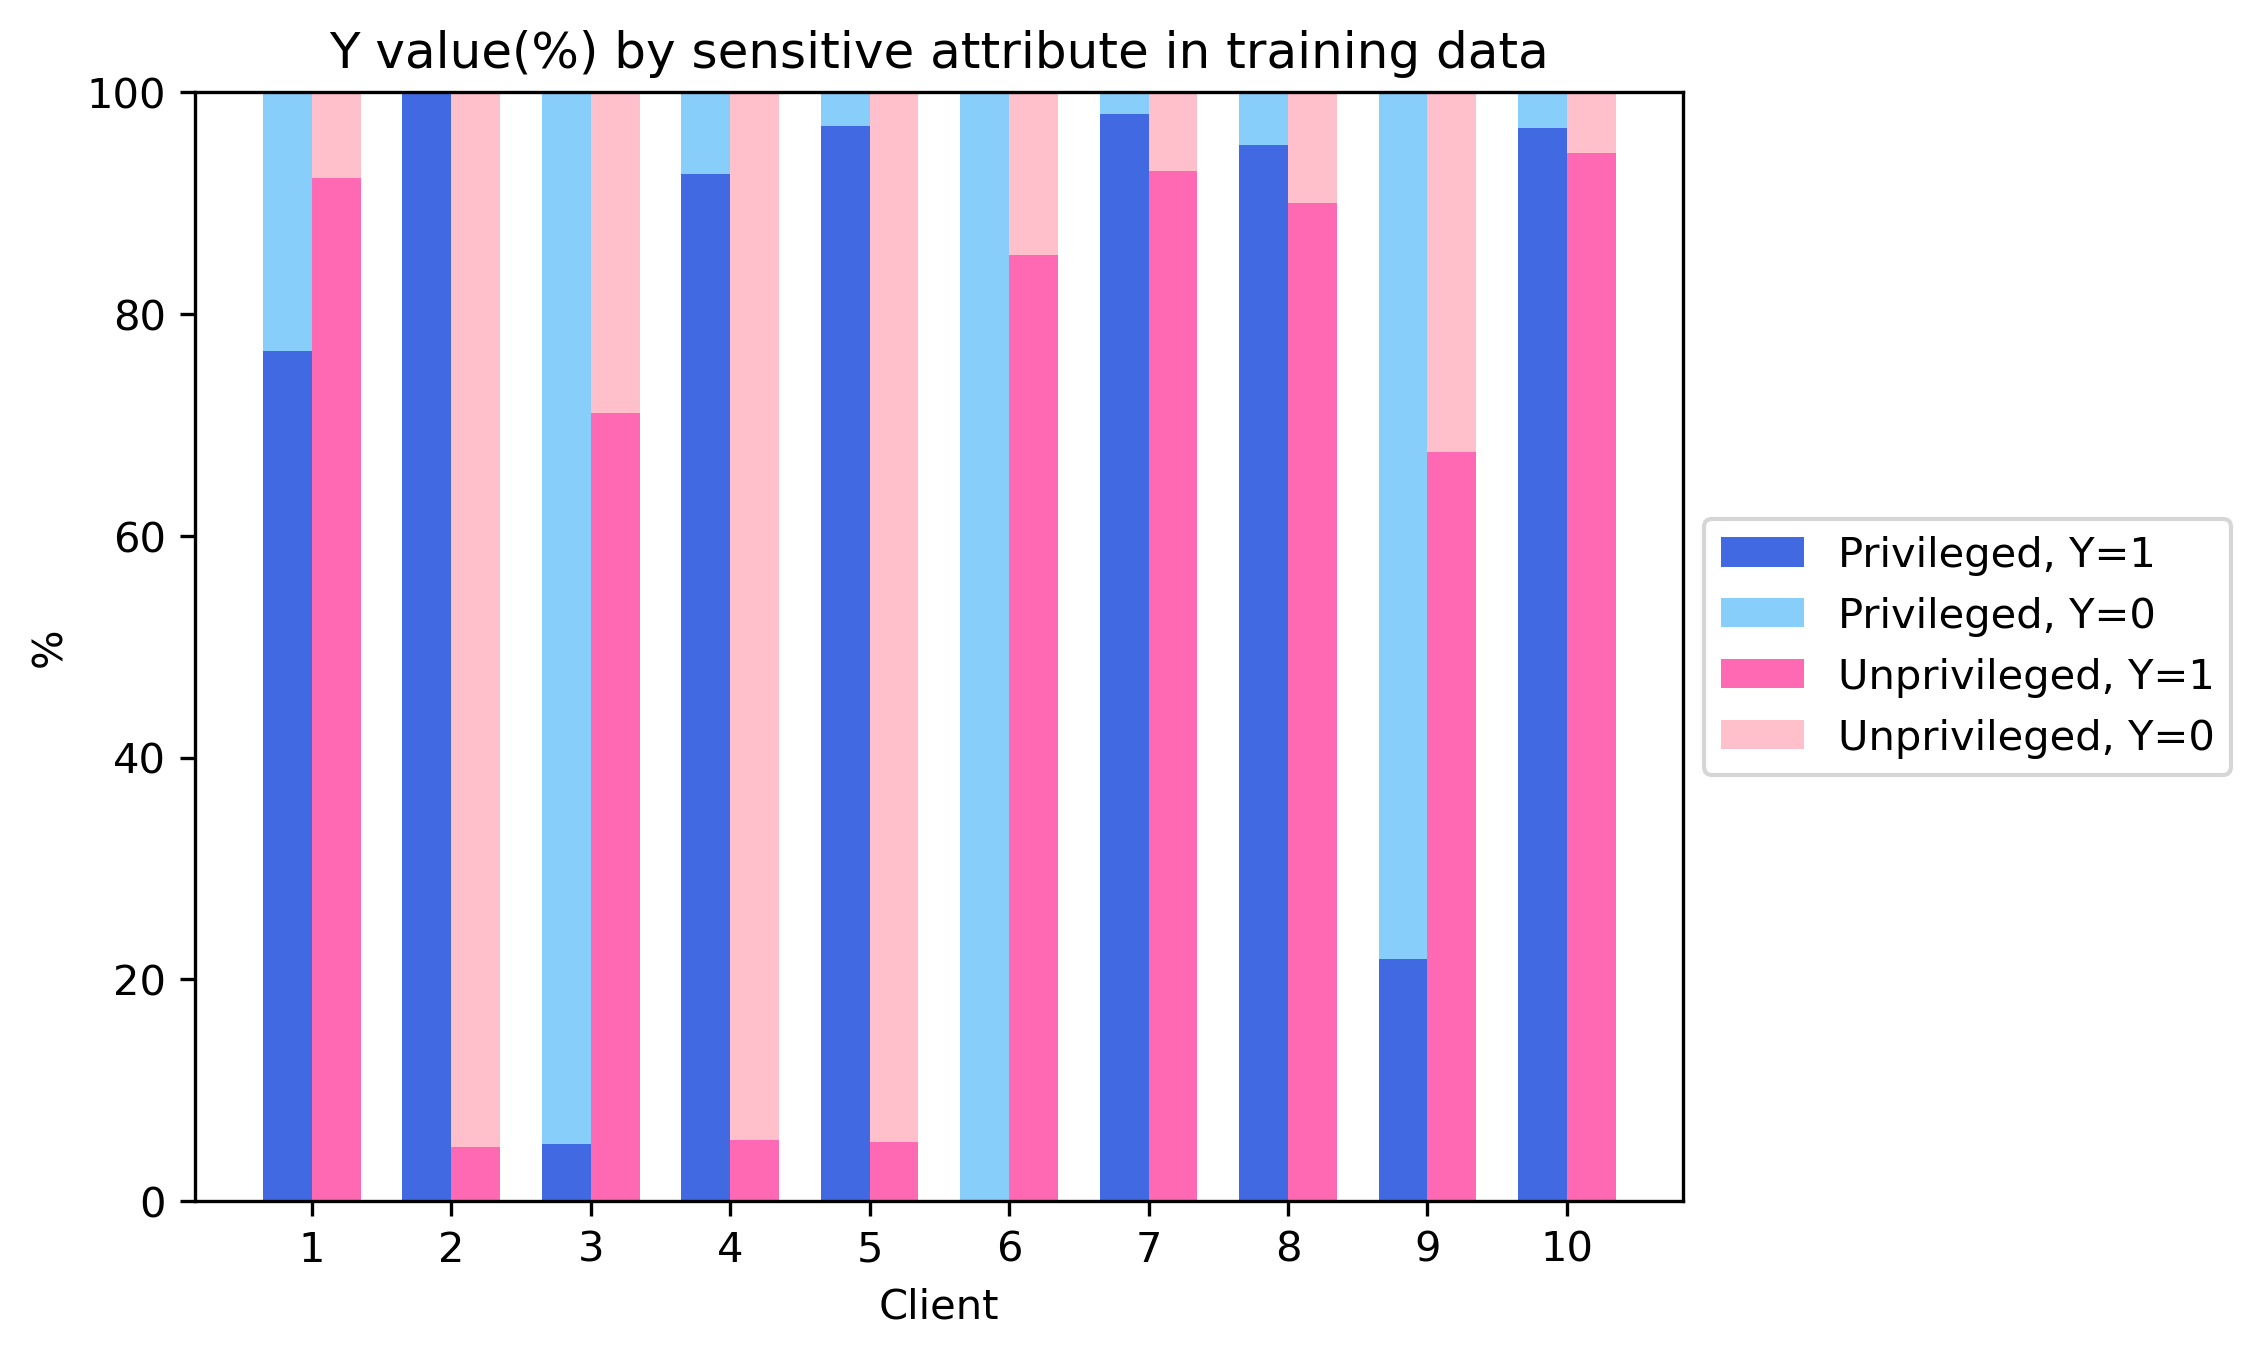 Y value(%) by sensitive attribute in training data
100
80
60
40
20
0
%
1 2 3 4 5 6 7 8 9 10
Client
Privileged, Y=1
Privileged, Y=0
Unprivileged, Y=1
Unprivileged, Y=0